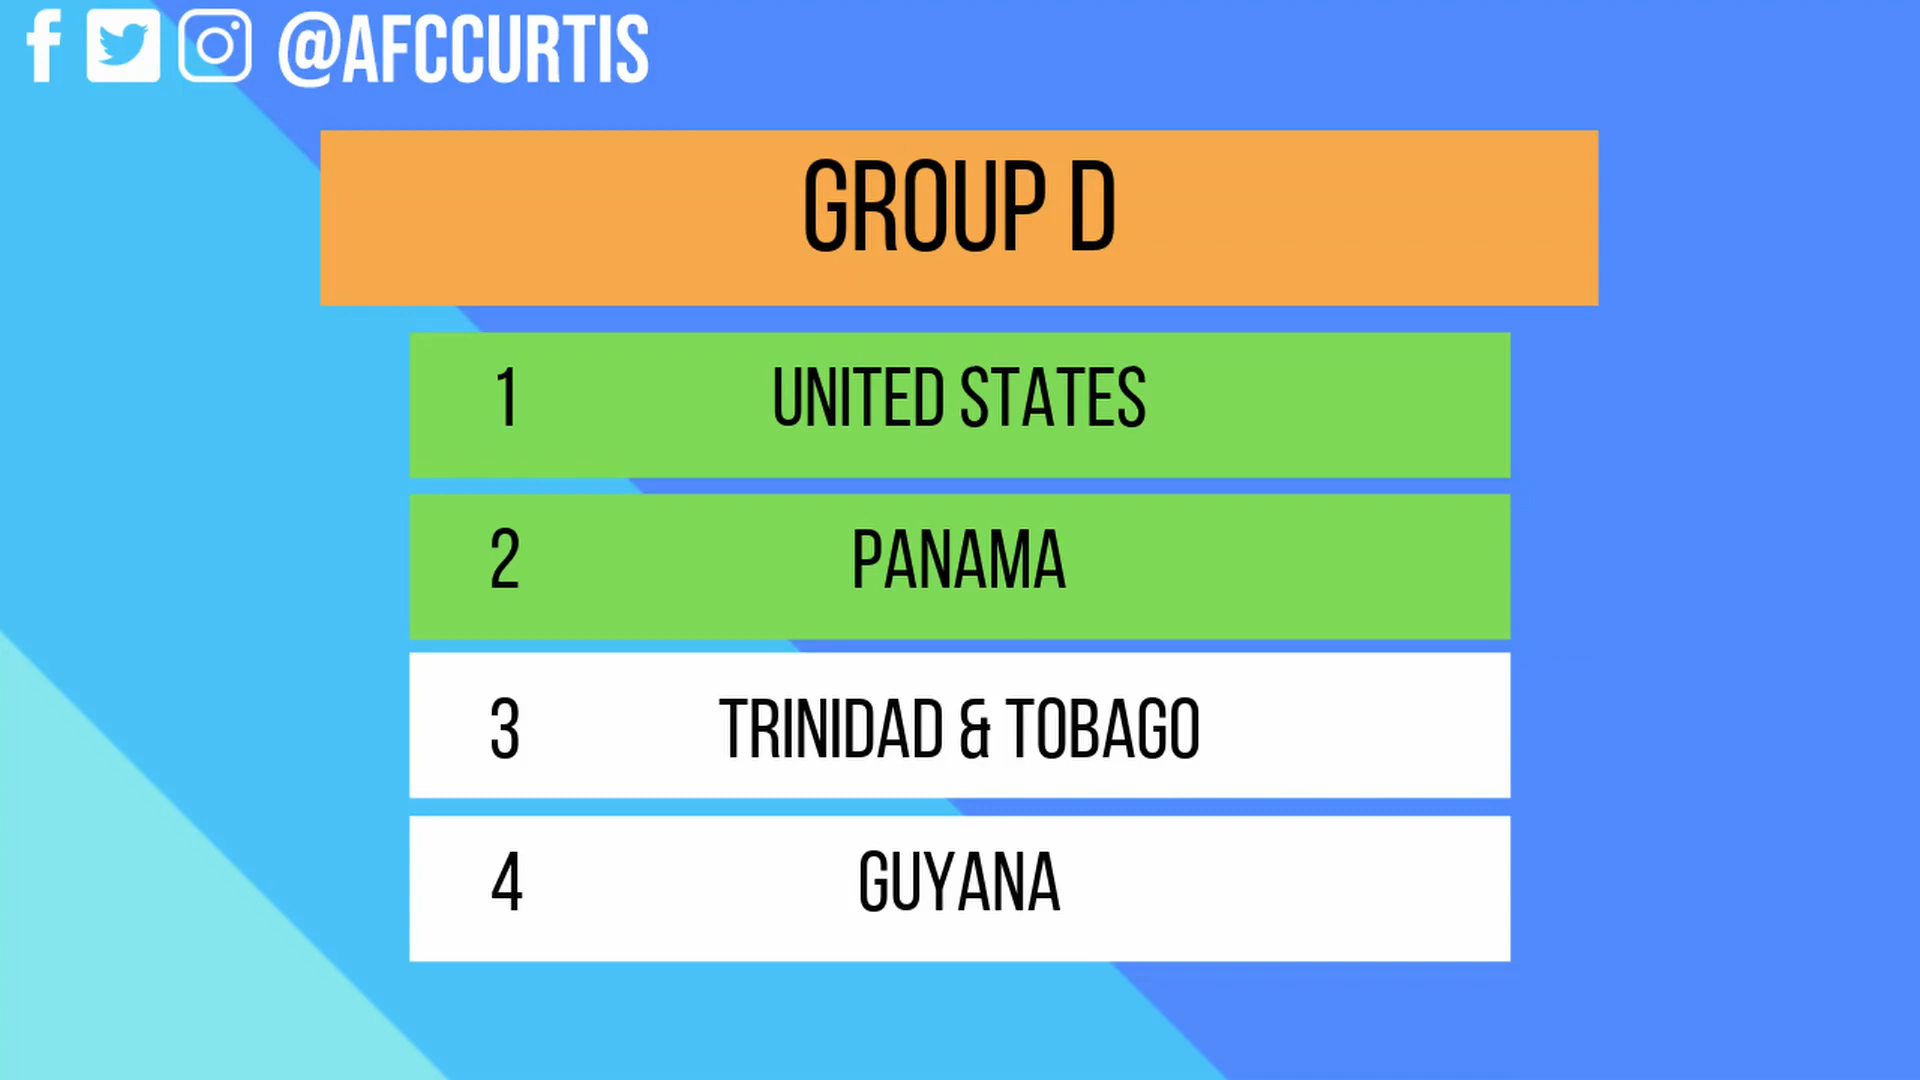 @AFCCURTIS
GROUP D
1 UNITED STATES
2 PANAMA
3 TRINIDAD & TOBAGO
4 GUYANA